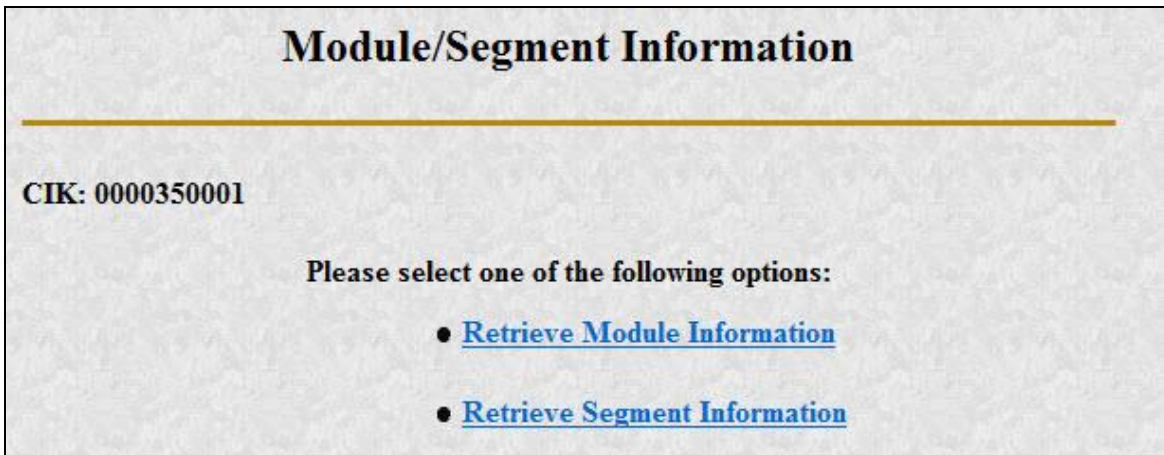 Module/Segment Information
CIK: 0000350001
Please select one of the following options:
● Retrieve Module Information
● Retrieve Segment Information